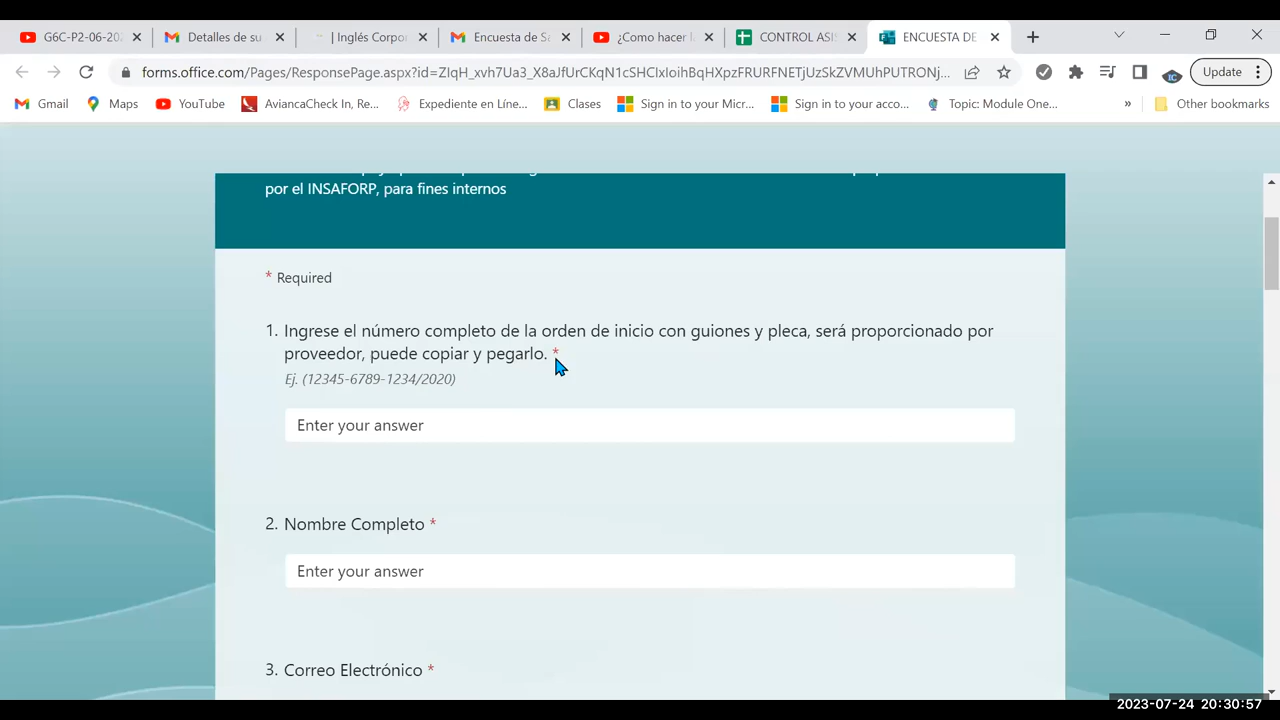 G6C-P2-06-20
Detalles de su
| Inglés Corpor
Encuesta de Sa
¿Como hacer l
CONTROL ASI
ENCUESTA DE
forms.office.com/Pages/ResponsePage.aspx?id=ZIqH_xvh7Ua3_X8aJfUrCKqN1cSHClxIoihBqHXpzFRURFNETjUzSkZVMUhPUTRONj...
Update
Gmail
Maps
YouTube
AviancaCheck In, Re...
Expediente en Líne...
Clases
Sign in to your Micr...
Sign in to your acco...
Topic: Module One...
»
Other bookmarks
por el INSAFORP, para fines internos
* Required
1. Ingrese el número completo de la orden de inicio con guiones y pleca, será proporcionado por
proveedor, puede copiar y pegarlo. *
Ej. (12345-6789-1234/2020)
Enter your answer
2. Nombre Completo *
Enter your answer
3. Correo Electrónico *
2023-07-24 20:30:57